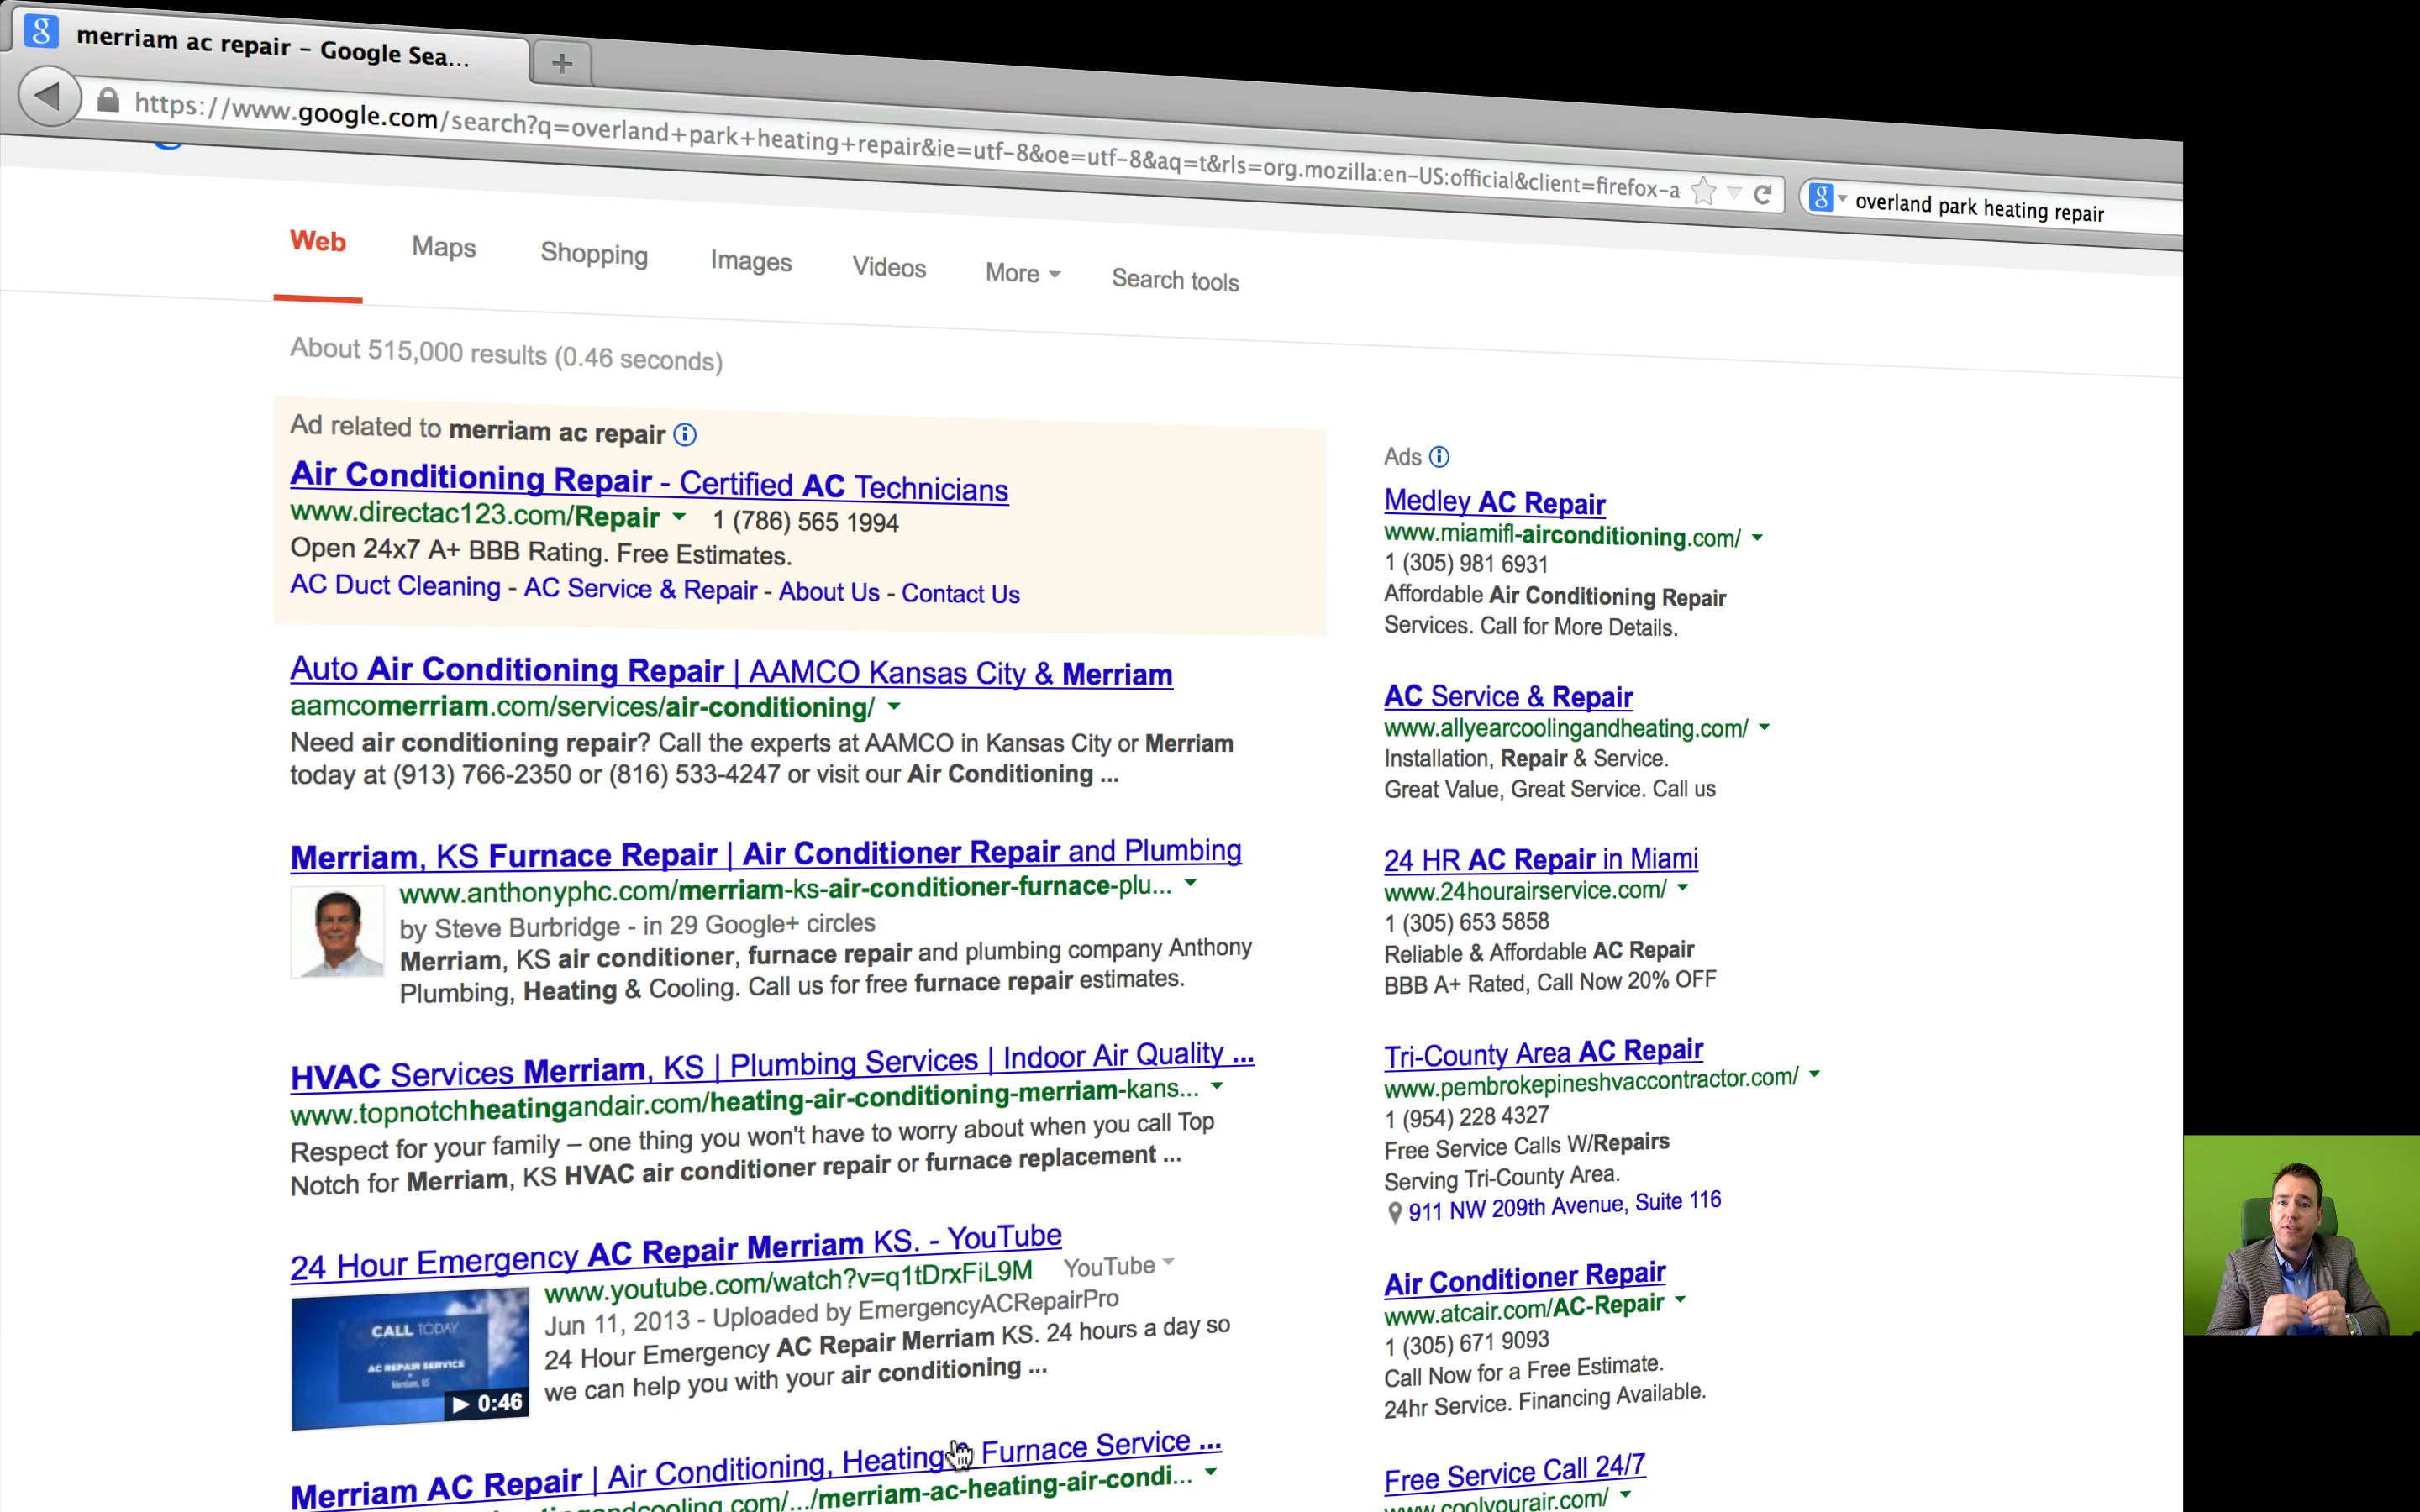 merriam ac repair – Google Sea...
https://www.google.com/search?q=overland+park+heating+repair&ie=utf-8&oe=utf-8&aq=t&rls=org.mozilla:en-US:official&client=firefox-a
overland park heating repair
Web Maps Shopping Images Videos More Search tools
About 515,000 results (0.46 seconds)
Ad related to merriam ac repair
Air Conditioning Repair - Certified AC Technicians
www.directac123.com/Repair 1 (786) 565 1994
Open 24x7 A+ BBB Rating. Free Estimates.
AC Duct Cleaning - AC Service & Repair - About Us - Contact Us
Auto Air Conditioning Repair | AAMCO Kansas City & Merriam
aamcomerriam.com/services/air-conditioning/
Need air conditioning repair? Call the experts at AAMCO in Kansas City or Merriam
today at (913) 766-2350 or (816) 533-4247 or visit our Air Conditioning ...
Merriam, KS Furnace Repair | Air Conditioner Repair and Plumbing
www.anthonyphc.com/merriam-ks-air-conditioner-furnace-plu...
by Steve Burbridge - in 29 Google+ circles
Merriam, KS air conditioner, furnace repair and plumbing company Anthony
Plumbing, Heating & Cooling. Call us for free furnace repair estimates.
HVAC Services Merriam, KS | Plumbing Services | Indoor Air Quality ...
www.topnotchheatingandair.com/heating-air-conditioning-merriam-kans...
Respect for your family – one thing you won't have to worry about when you call Top
Notch for Merriam, KS HVAC air conditioner repair or furnace replacement ...
24 Hour Emergency AC Repair Merriam KS. - YouTube
www.youtube.com/watch?v=q1tDrxFiL9M YouTube
Jun 11, 2013 - Uploaded by EmergencyACRepairPro
24 Hour Emergency AC Repair Merriam KS. 24 hours a day so
we can help you with your air conditioning ...
CALL TODAY
AC REPAIR SERVICE
Merriam, KS
0:46
Merriam AC Repair | Air Conditioning, Heating Furnace Service ...
andcooling.com/.../merriam-ac-heating-air-condi...
Ads
Medley AC Repair
www.miamifl-airconditioning.com/
1 (305) 981 6931
Affordable Air Conditioning Repair
Services. Call for More Details.
AC Service & Repair
www.allyearcoolingandheating.com/
Installation, Repair & Service.
Great Value, Great Service. Call us
24 HR AC Repair in Miami
www.24hourairservice.com/
1 (305) 653 5858
Reliable & Affordable AC Repair
BBB A+ Rated, Call Now 20% OFF
Tri-County Area AC Repair
www.pembrokepineshvaccontractor.com/
1 (954) 228 4327
Free Service Calls W/Repairs
Serving Tri-County Area.
911 NW 209th Avenue, Suite 116
Air Conditioner Repair
www.atcair.com/AC-Repair
1 (305) 671 9093
Call Now for a Free Estimate.
24hr Service. Financing Available.
Free Service Call 24/7
www.coolyourair.com/